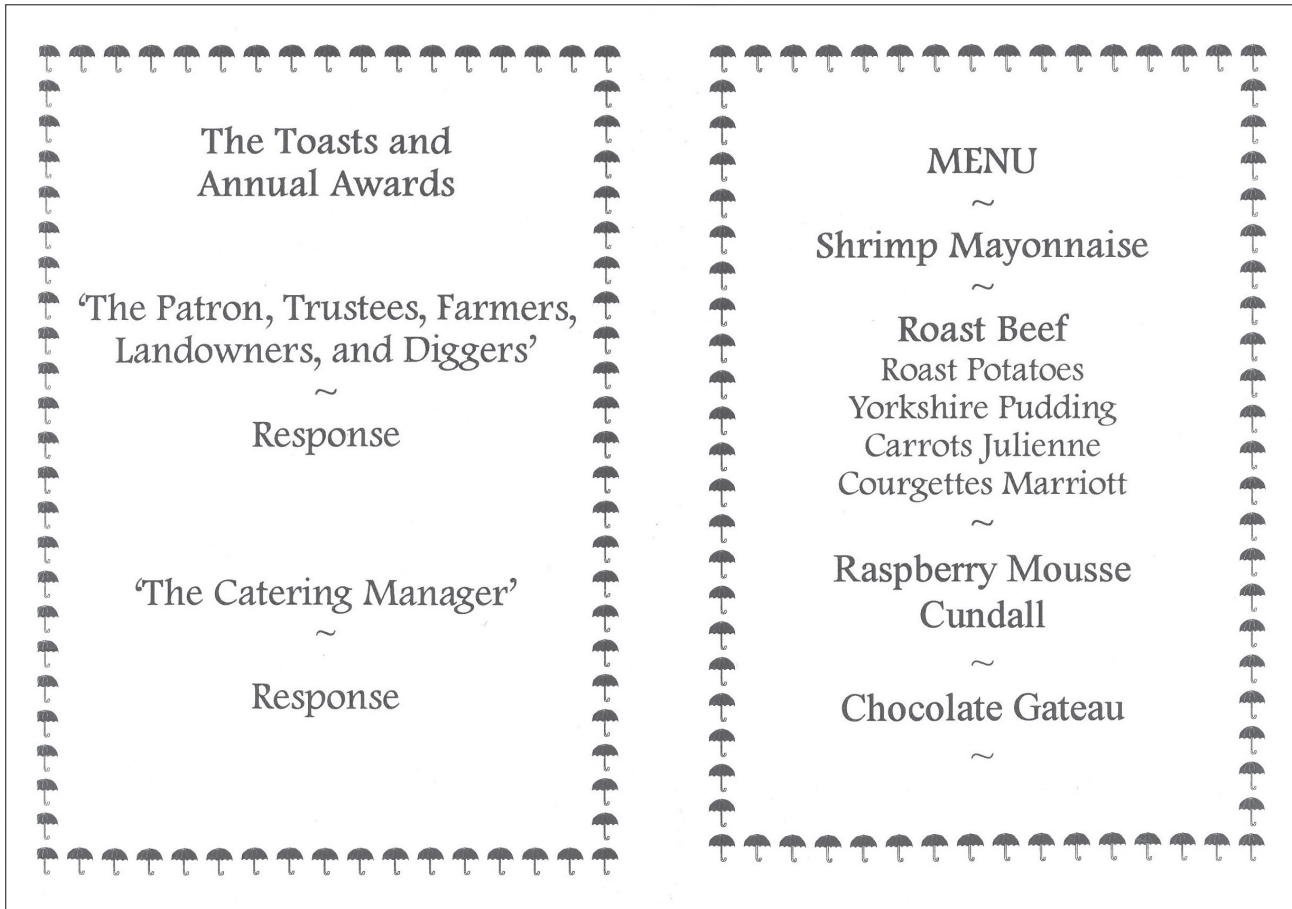 The Toasts and
Annual Awards
‘The Patron, Trustees, Farmers,
Landowners, and Diggers’
~
Response
‘The Catering Manager’
~
Response
MENU
~
Shrimp Mayonnaise
~
Roast Beef
Roast Potatoes
Yorkshire Pudding
Carrots Julienne
Courgettes Marriott
~
Raspberry Mousse
Cundall
~
Chocolate Gateau
~